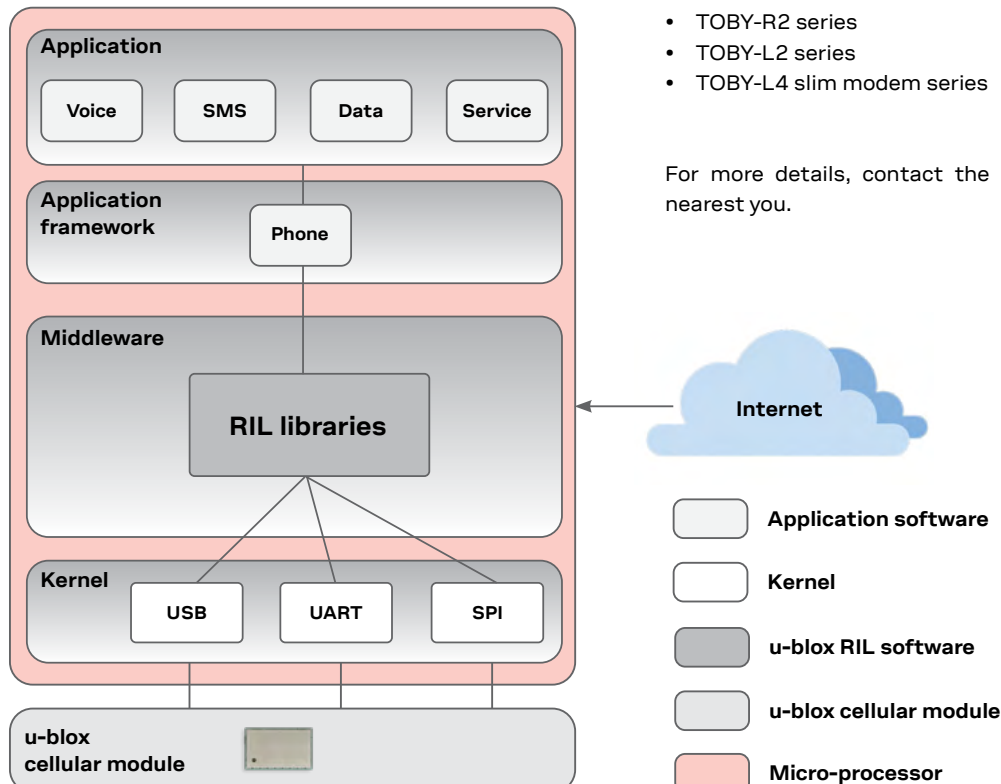 Application
Voice
SMS
Data
Service
Application
framework
Phone
Middleware
RIL libraries
Kernel
USB
UART
SPI
u-blox
cellular module
• TOBY-R2 series
• TOBY-L2 series
• TOBY-L4 slim modem series
For more details, contact the
nearest you.
Internet
Application software
Kernel
u-blox RIL software
u-blox cellular module
Micro-processor